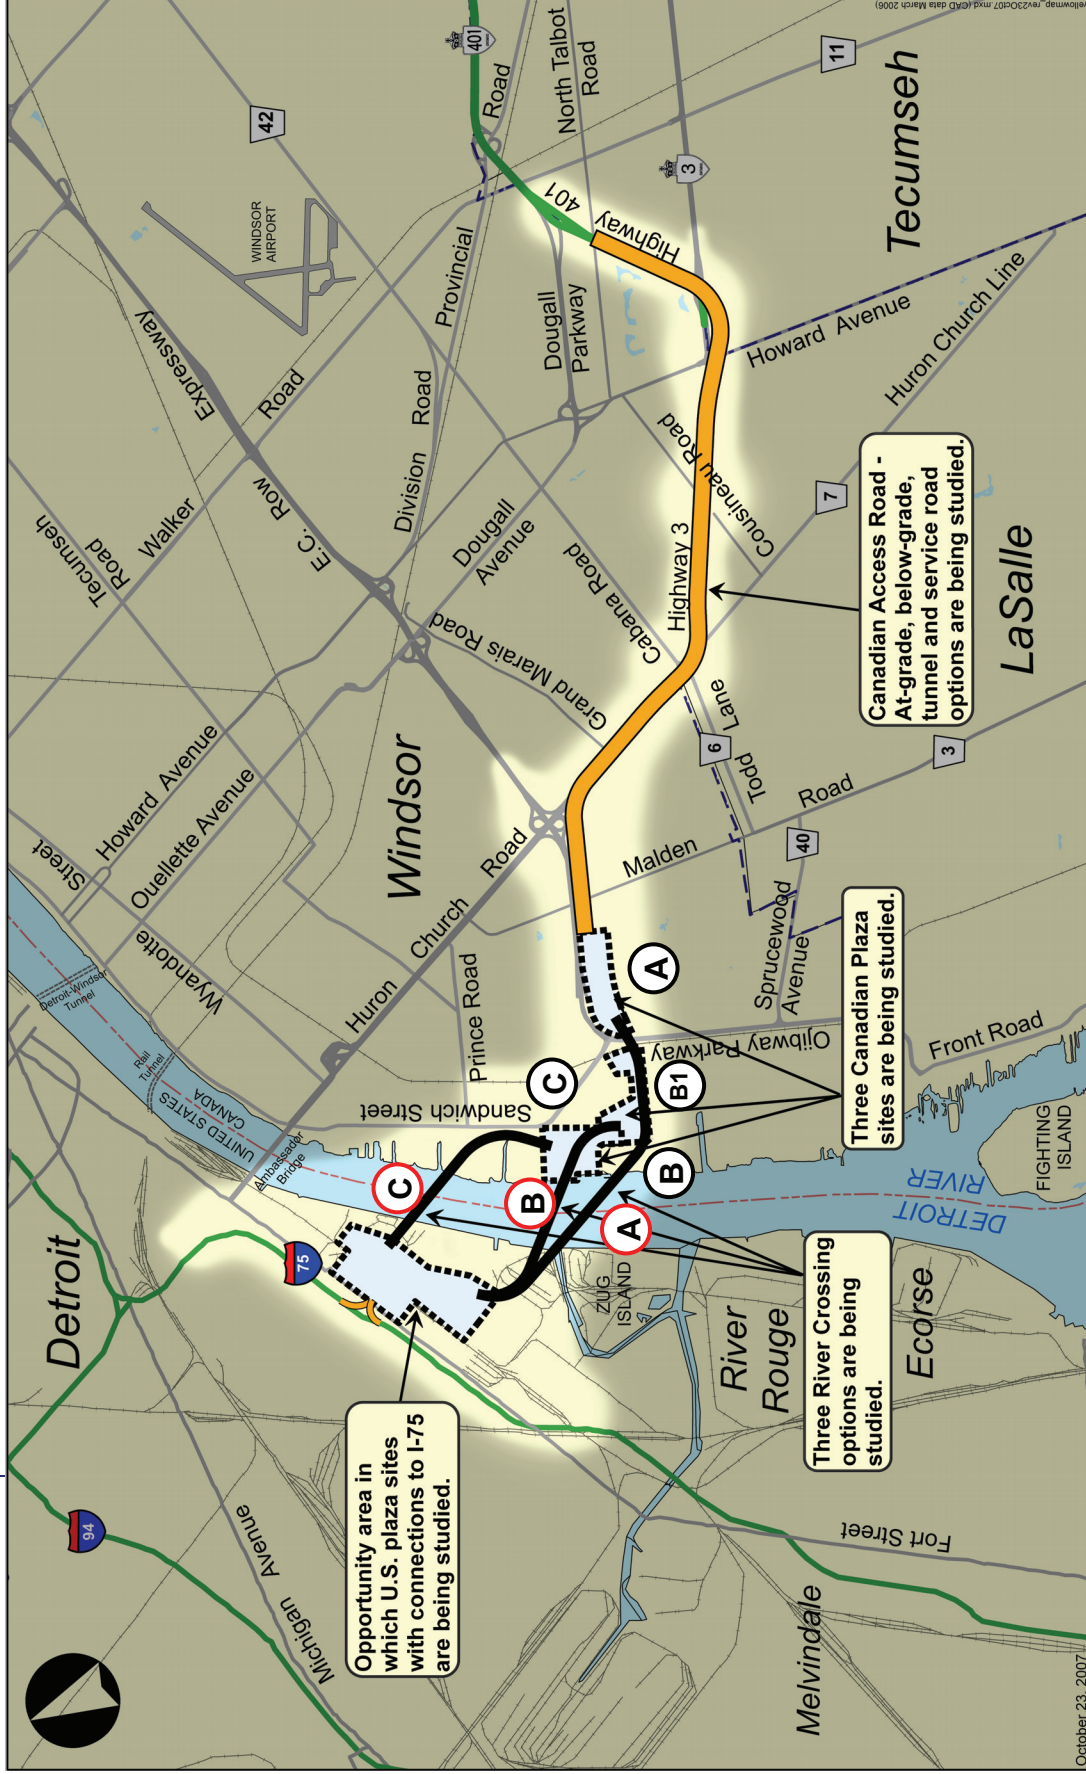 Detroit
94
75
Michigan
Avenue
Opportunity area in
which U.S. plaza sites
with connections to I-75
are being studied.
Melvindale
Fort Street
River
Rouge
Ecorse
ZUG
ISLAND
Three River Crossing
options are being
studied.
C
B
A
DETROIT
RIVER
FIGHTING
ISLAND
UNITED STATES
CANADA
Ambassador
Bridge
Rail
Tunnel
Detroit-Windsor
Tunnel
Wyandotte
Street
Howard Avenue
Ouellette Avenue
Huron
Church
Road
Prince Road
Sandwich Street
C
B1
B
A
Three Canadian Plaza
sites are being studied.
Ojibway Parkway
Front Road
Sprucewood
Avenue
40
Malden
Road
3
6
Todd
Lane
Windsor
Tecumseh
Road
Walker
Road
E.C.
Row
Expressway
Division
Road
Dougall
Avenue
Grand Marais Road
Cabana Road
Highway 3
Cousineau Road
Canadian Access Road -
At-grade, below-grade,
tunnel and service road
options are being studied.
LaSalle
7
Huron Church Line
Howard Avenue
Dougall
Parkway
Provincial
Road
WINDSOR
AIRPORT
42
401
Highway
401
North Talbot
Road
3
11
Tecumseh
October 23, 2007
yellowmap_rev23Oct07.mxd (CAD data March 2006)